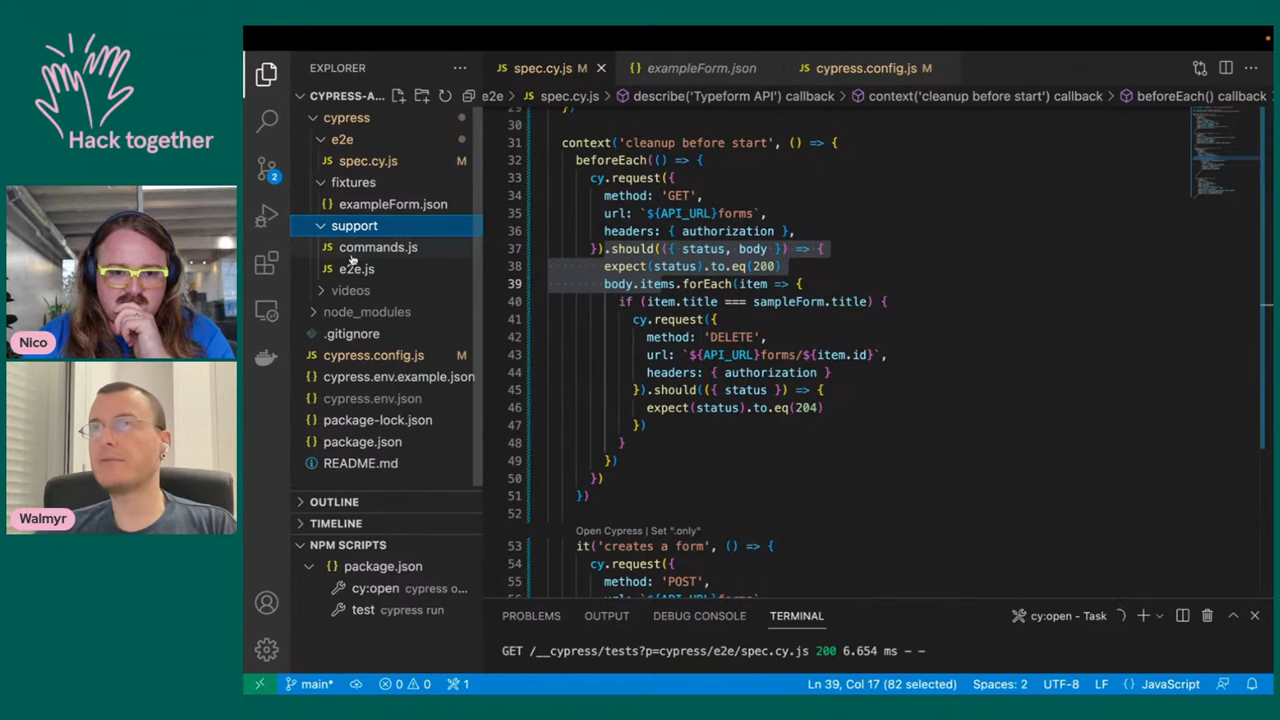 Hack together
Nico
Walmyr
EXPLORER
CYPRESS-A...
cypress
e2e
spec.cy.js M
fixtures
exampleForm.json
support
commands.js
e2e.js
videos
node_modules
.gitignore
cypress.config.js M
cypress.env.example.json
cypress.env.json
package-lock.json
package.json
README.md
OUTLINE
TIMELINE
NPM SCRIPTS
package.json
cy:open cypress o...
test cypress run
spec.cy.js M
exampleForm.json
cypress.config.js M
e2e > spec.cy.js > describe('Typeform API') callback > context('cleanup before start') callback > beforeEach() callback
29 })
30
31 context('cleanup before start', () => {
32 beforeEach(() => {
33 cy.request({
34 method: 'GET',
35 url: `${API_URL}forms`,
36 headers: { authorization },
37 }).should(({ status, body }) => {
38 expect(status).to.eq(200)
39 body.items.forEach(item => {
40 if (item.title === sampleForm.title) {
41 cy.request({
42 method: 'DELETE',
43 url: `${API_URL}forms/${item.id}`,
44 headers: { authorization }
45 }).should(({ status }) => {
46 expect(status).to.eq(204)
47 })
48 }
49 })
50 })
51 })
52
Open Cypress | Set ".only"
53 it('creates a form', () => {
54 cy.request({
55 method: 'POST',
56
PROBLEMS OUTPUT DEBUG CONSOLE TERMINAL
cy:open - Task
GET /__cypress/tests?p=cypress/e2e/spec.cy.js 200 6.654 ms - -
2
main* 0 0 1
Ln 39, Col 17 (82 selected) Spaces: 2 UTF-8 LF {} JavaScript